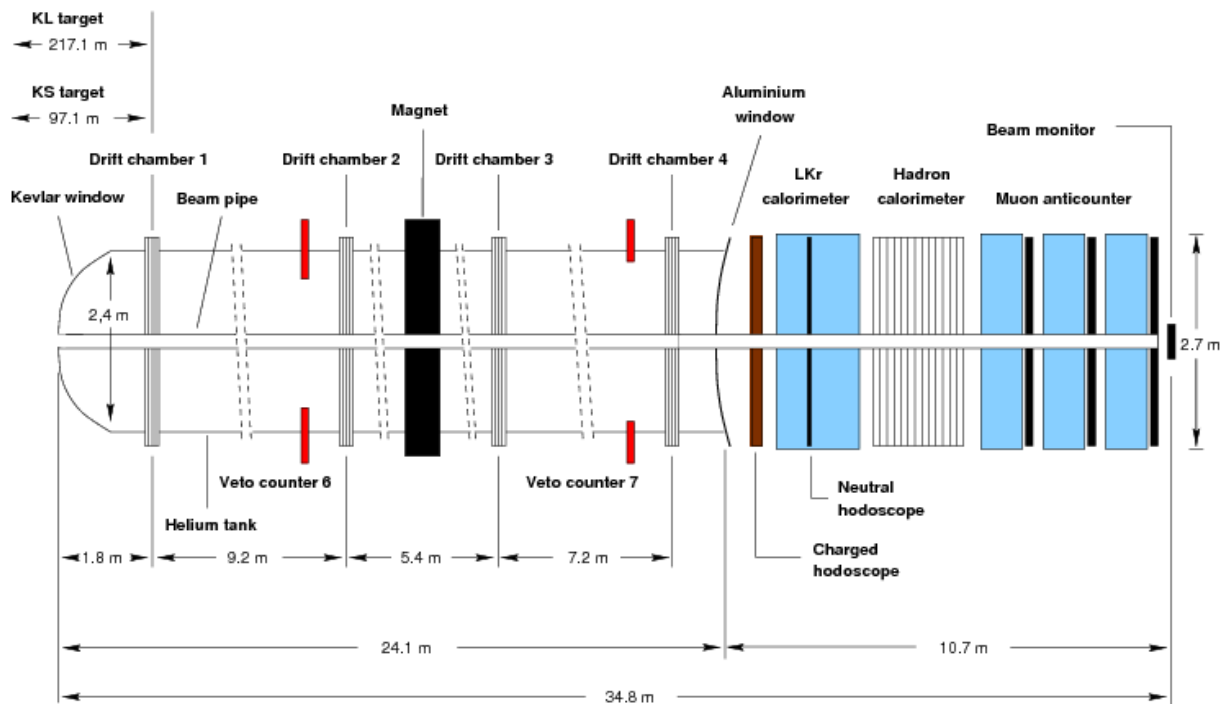 KL target
217.1 m
KS target
97.1 m
Aluminium
window
Magnet
Beam monitor
Drift chamber 1
Drift chamber 2
Drift chamber 3
Drift chamber 4
LKr
calorimeter
Hadron
calorimeter
Muon anticounter
Kevlar window
Beam pipe
2,4 m
2.7 m
Veto counter 6
Veto counter 7
Neutral
hodoscope
Helium tank
Charged
hodoscope
1.8 m
9.2 m
5.4 m
7.2 m
24.1 m
10.7 m
34.8 m